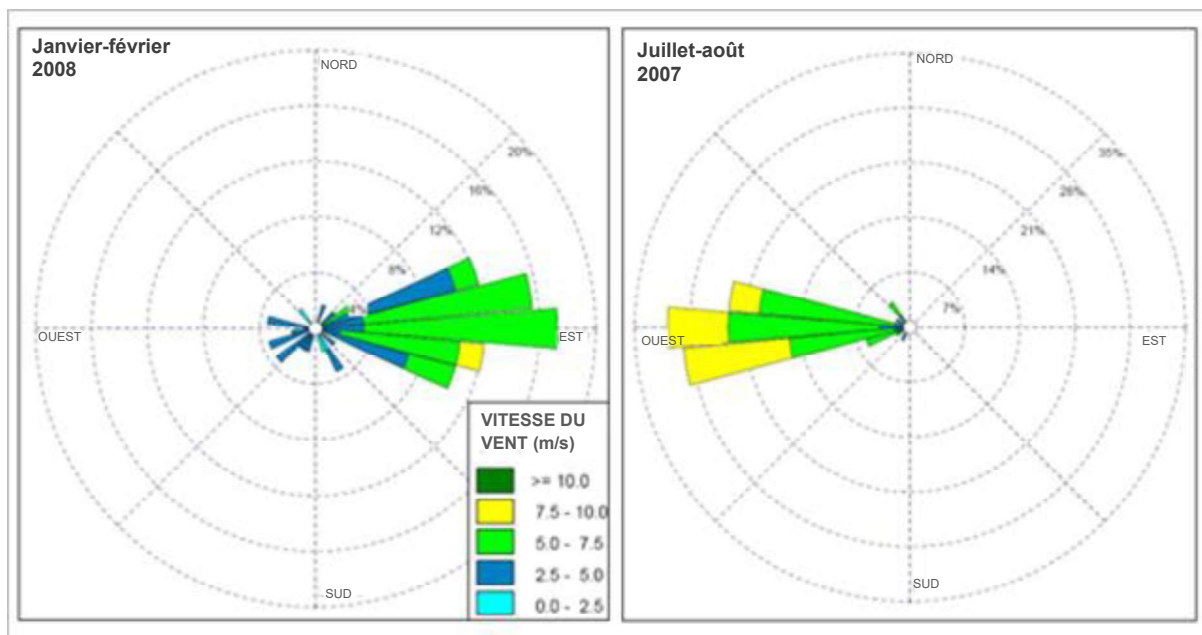 Janvier-février
2008
NORD
20%
16%
12%
8%
4%
OUEST
EST
SUD
VITESSE DU
VENT (m/s)
>= 10.0
7.5 - 10.0
5.0 - 7.5
2.5 - 5.0
0.0 - 2.5
Juillet-août
2007
NORD
35%
28%
21%
14%
7%
OUEST
EST
SUD